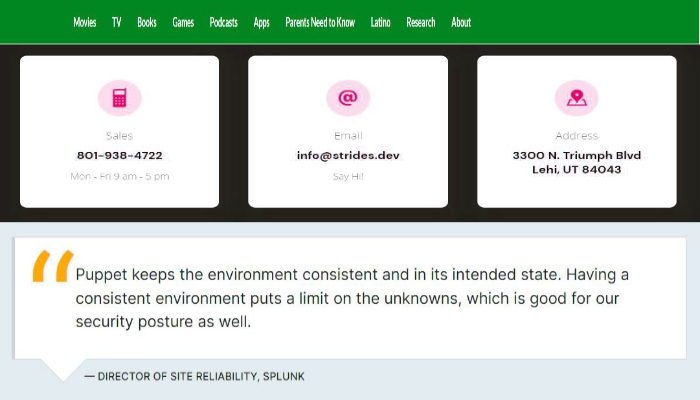 Movies TV Books Games Podcasts Apps Parents Need to Know Latino Research About
Sales
801-938-4722
Mon - Fri 9 am - 5 pm
@
Email
info@strides.dev
Say Hi!
Address
3300 N. Triumph Blvd
Lehi, UT 84043
“Puppet keeps the environment consistent and in its intended state. Having a
consistent environment puts a limit on the unknowns, which is good for our
security posture as well.
— DIRECTOR OF SITE RELIABILITY, SPLUNK